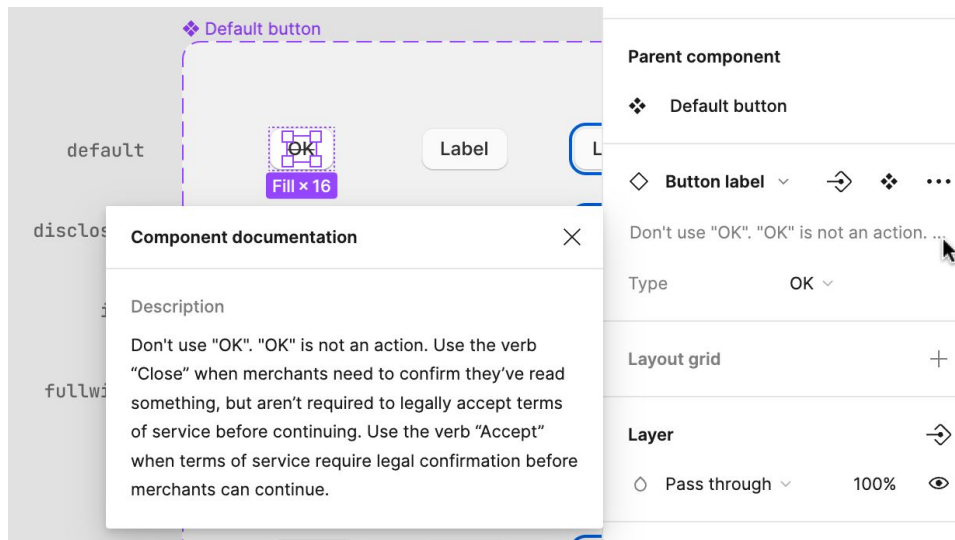 Default button
default
OK
Label
L
Fill × 16
disclos
i
fullwi
Component documentation
Description
Don't use "OK". "OK" is not an action. Use the verb
“Close” when merchants need to confirm they’ve read
something, but aren’t required to legally accept terms
of service before continuing. Use the verb “Accept”
when terms of service require legal confirmation before
merchants can continue.
Parent component
Default button
Button label
Don't use "OK". "OK" is not an action. ...
Type OK
Layout grid
Layer
Pass through 100%